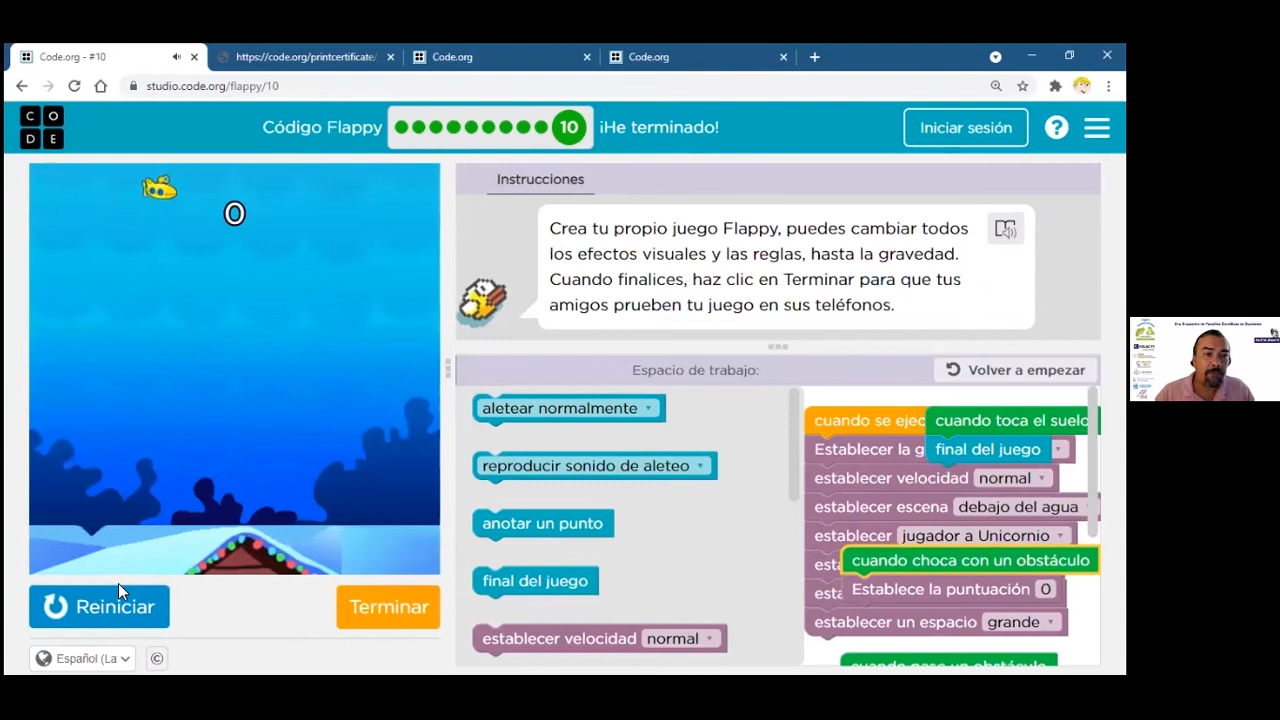 Code.org - #10
https://code.org/printcertificate/
Code.org
Code.org
studio.code.org/flappy/10
C O
D E
Código Flappy
10
¡He terminado!
Iniciar sesión
?
0
Instrucciones
Crea tu propio juego Flappy, puedes cambiar todos
los efectos visuales y las reglas, hasta la gravedad.
Cuando finalices, haz clic en Terminar para que tus
amigos prueben tu juego en sus teléfonos.
Espacio de trabajo:
Volver a empezar
aletear normalmente
reproducir sonido de aleteo
anotar un punto
final del juego
establecer velocidad normal
cuando se ejec
cuando toca el suelo
Establecer la g
final del juego
establecer velocidad normal
establecer escena debajo del agua
establecer jugador a Unicornio
esta
cuando choca con un obstáculo
esta
Establece la puntuación 0
establecer un espacio grande
cuando pase un obstáculo
Reiniciar
Terminar
Español (La
©